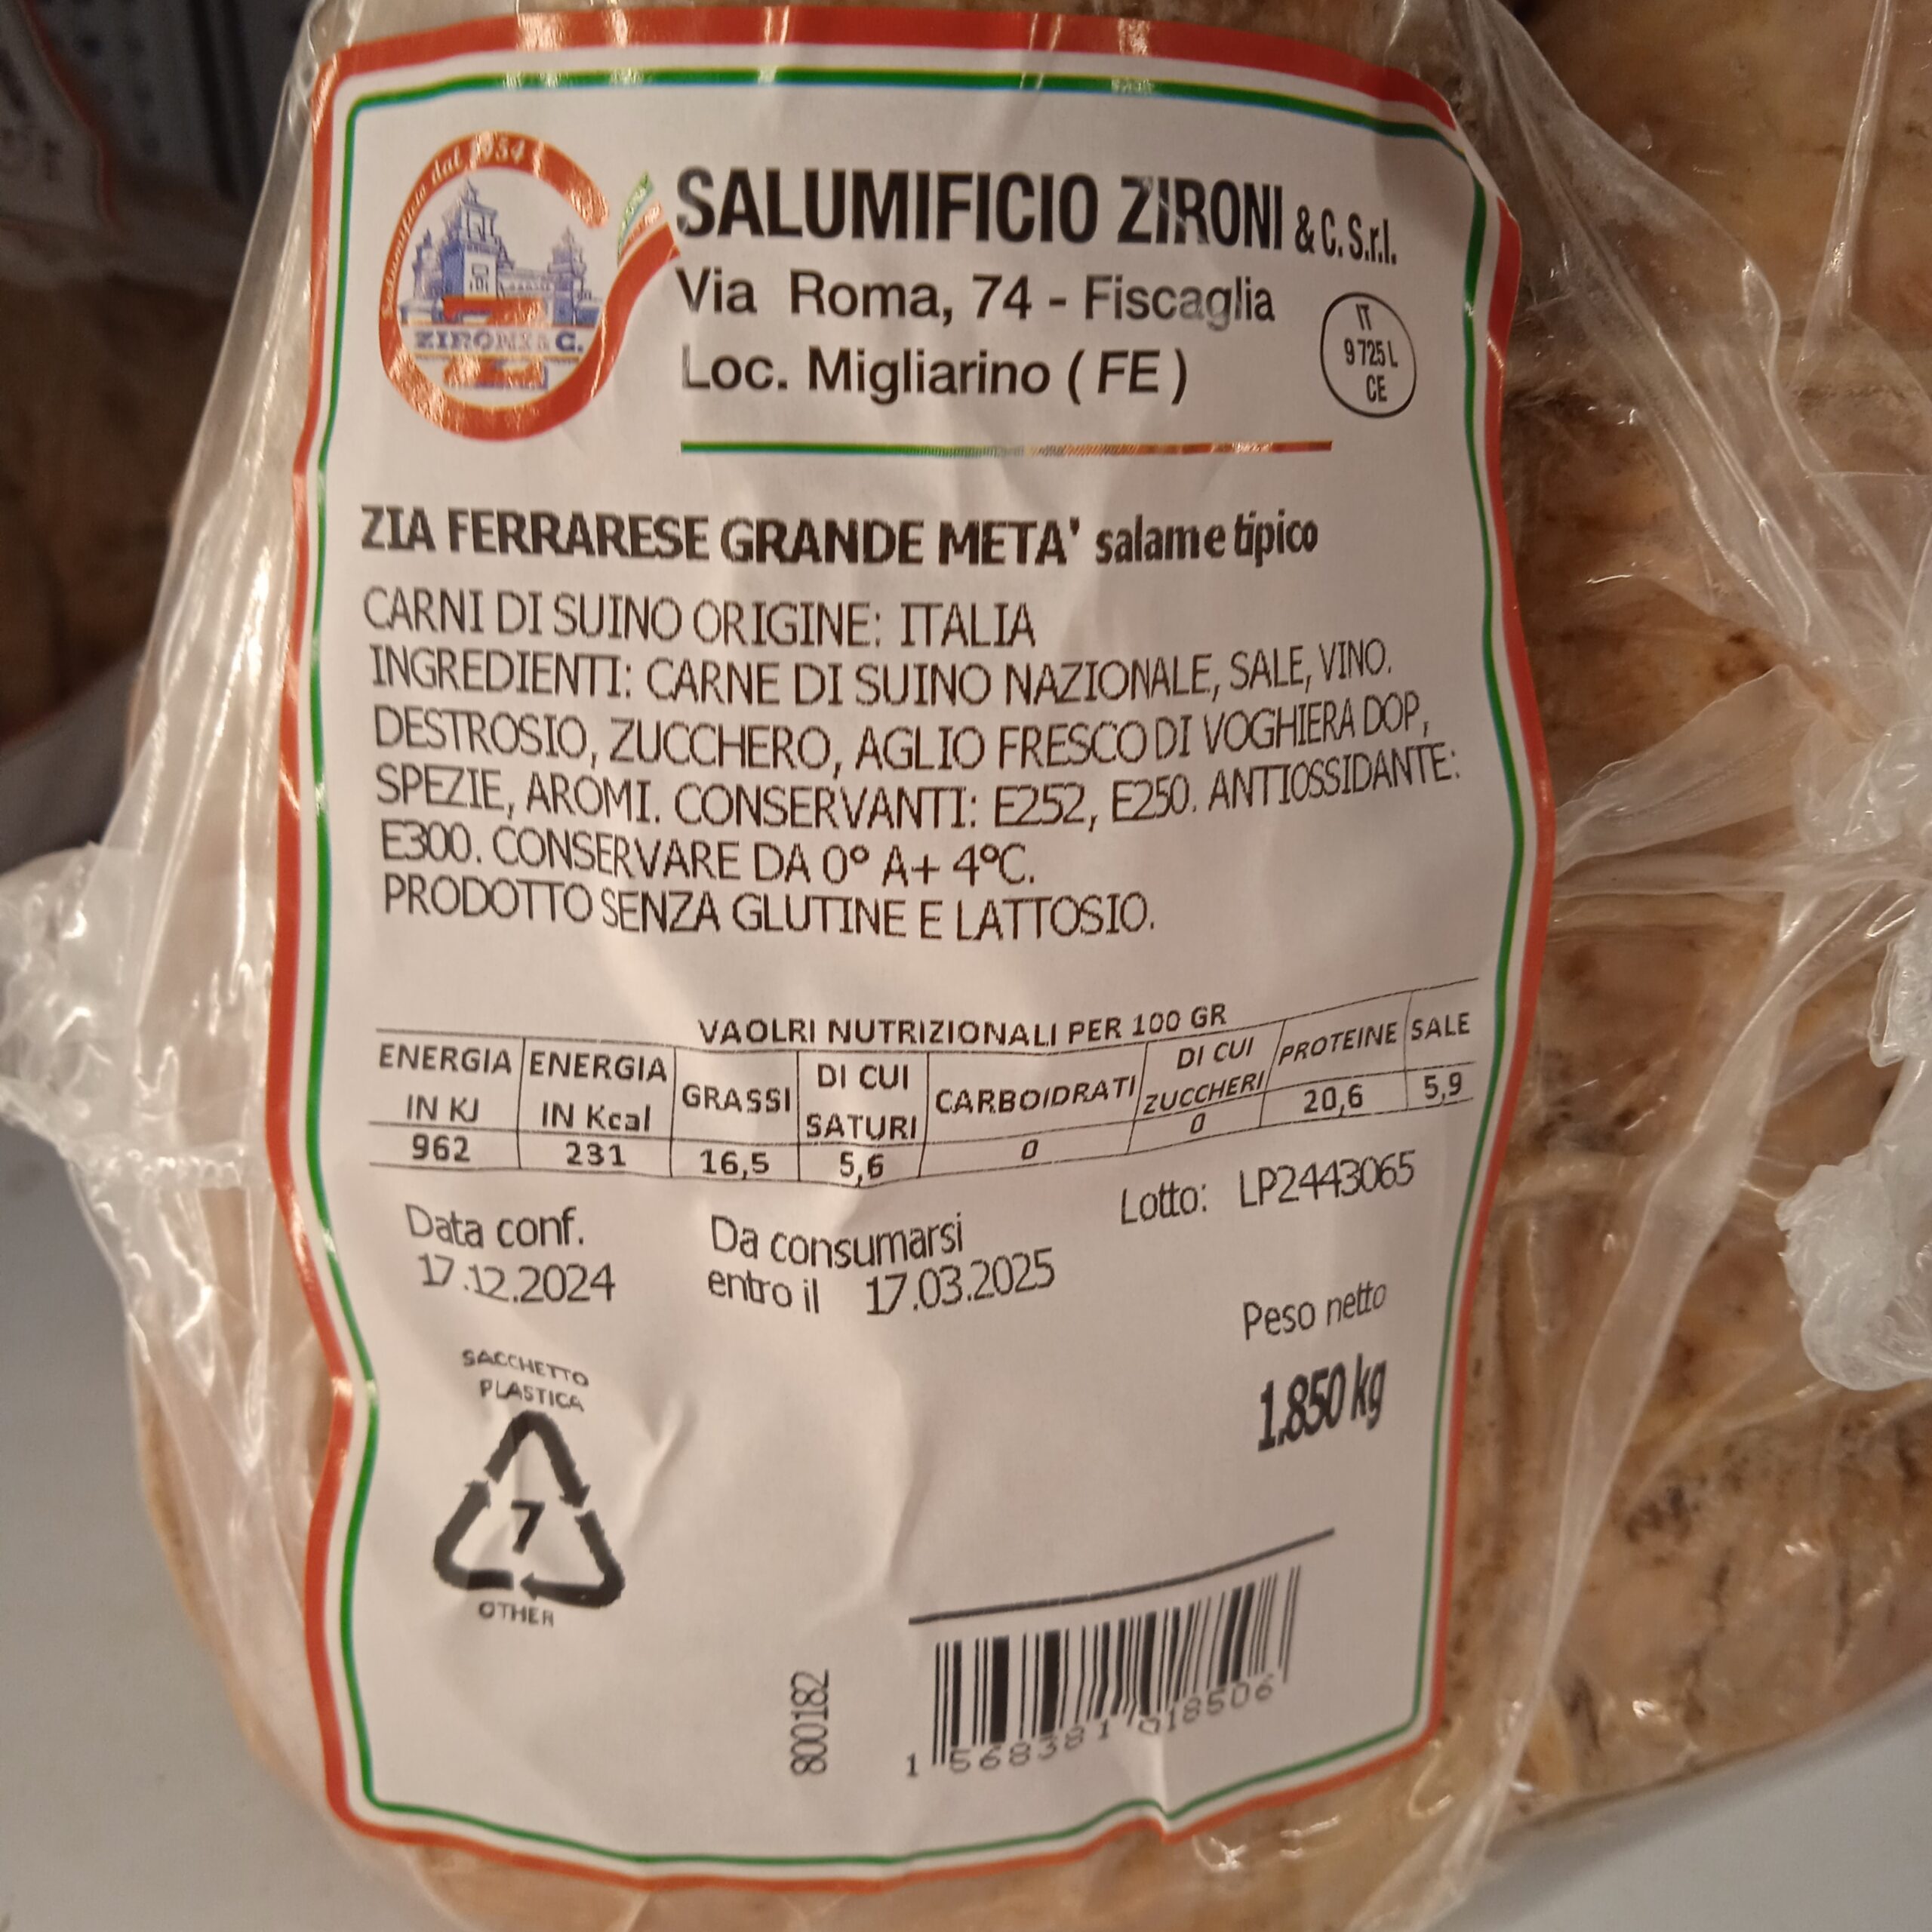 Salumificio dal 1954
ZIRONI & C.
SALUMIFICIO ZIRONI & C. S.r.l.
Via Roma, 74 - Fiscaglia
Loc. Migliarino ( FE )
IT
9 725 L
CE
ZIA FERRARESE GRANDE META' salame tipico
CARNI DI SUINO ORIGINE: ITALIA
INGREDIENTI: CARNE DI SUINO NAZIONALE, SALE, VINO.
DESTROSIO, ZUCCHERO, AGLIO FRESCO DI VOGHIERA DOP,
SPEZIE, AROMI. CONSERVANTI: E252, E250. ANTIOSSIDANTE:
E300. CONSERVARE DA 0° A+ 4°C.
PRODOTTO SENZA GLUTINE E LATTOSIO.
VAOLRI NUTRIZIONALI PER 100 GR
ENERGIA IN KJ ENERGIA IN Kcal GRASSI DI CUI SATURI CARBOIDRATI DI CUI ZUCCHERI PROTEINE SALE
962 231 16,5 5,6 0 0 20,6 5,9
Data conf.
17.12.2024
Da consumarsi
entro il 17.03.2025
Lotto: LP2443065
Peso netto
1.850 kg
SACCHETTO
PLASTICA
7
OTHER
800182
1 568381 018506